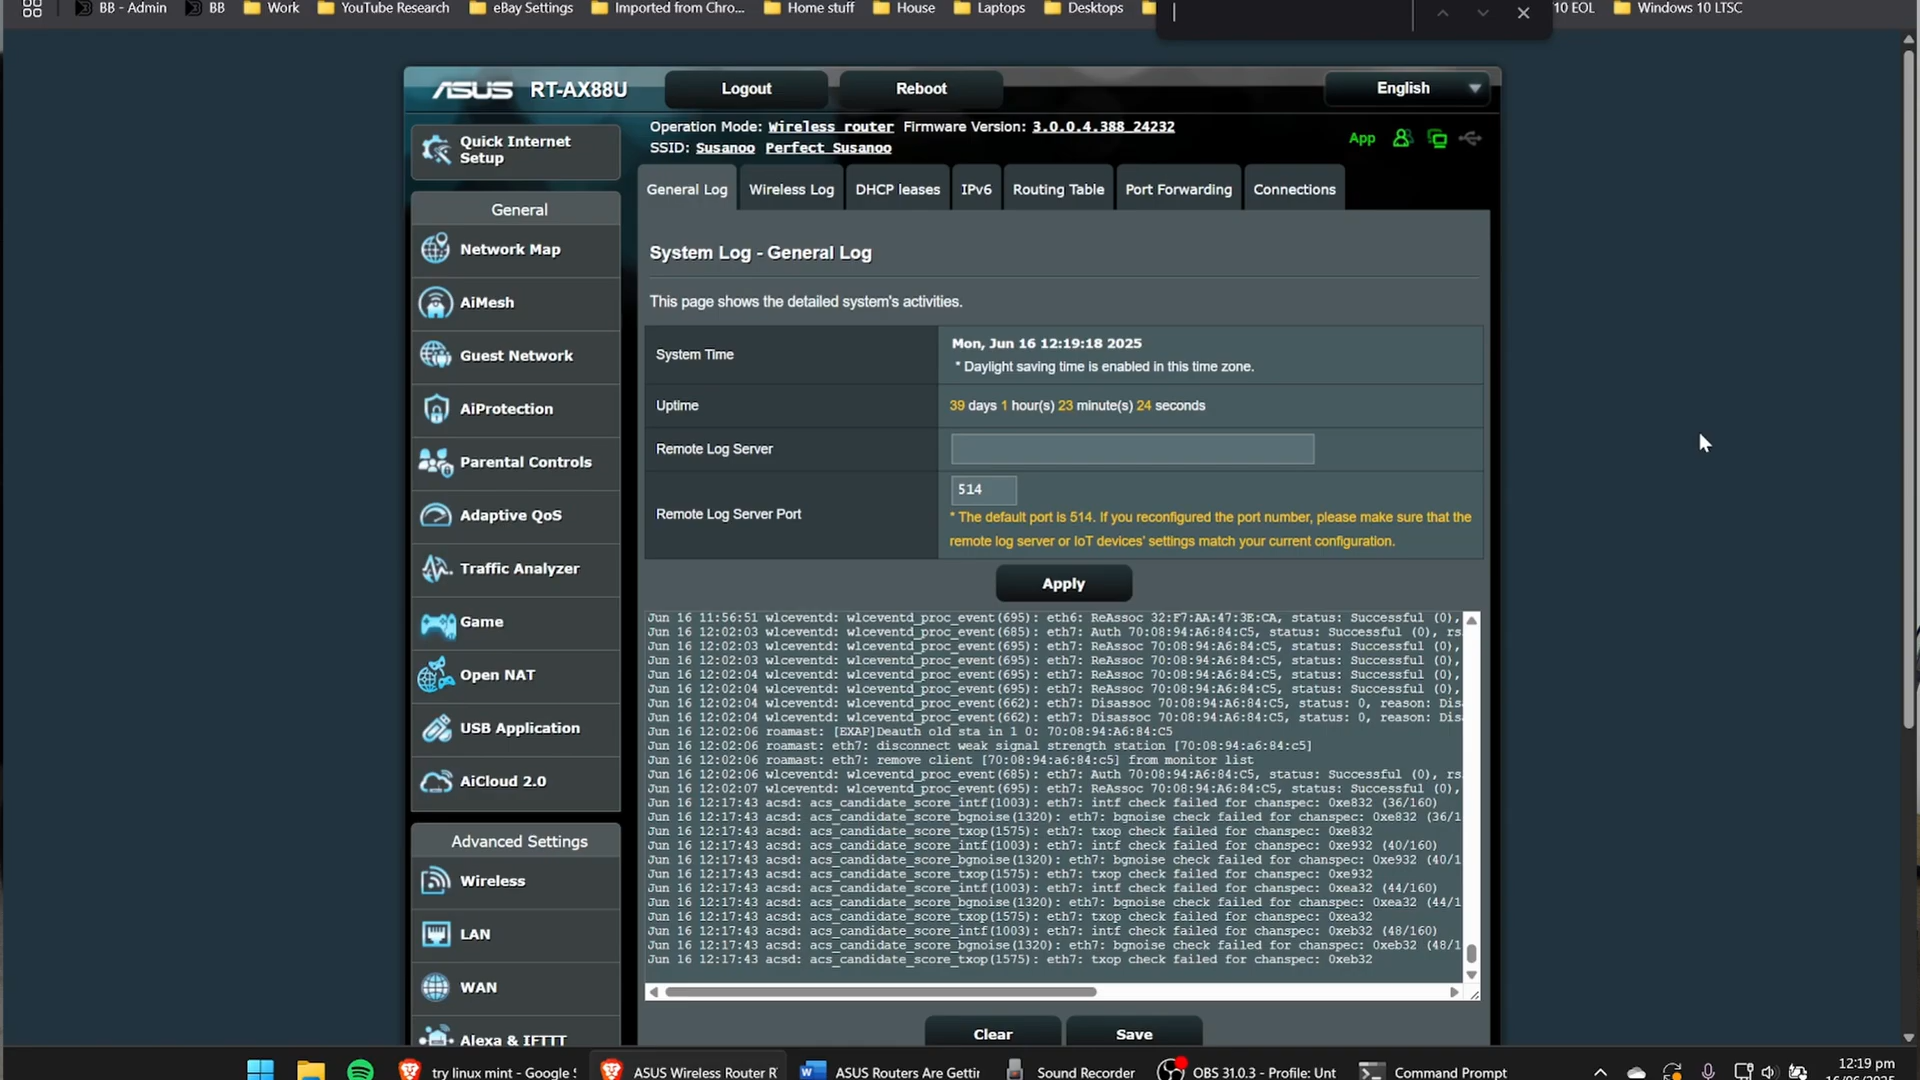 BB - Admin BB Work YouTube Research eBay Settings Imported from Chro... Home stuff House Laptops Desktops 10 EOL Windows 10 LTSC
ASUS RT-AX88U Logout Reboot English
Operation Mode: Wireless router Firmware Version: 3.0.0.4.388_24232
SSID: Susanoo Perfect_Susanoo
App
Quick Internet
Setup
General
Network Map
AiMesh
Guest Network
AiProtection
Parental Controls
Adaptive QoS
Traffic Analyzer
Game
Open NAT
USB Application
AiCloud 2.0
Advanced Settings
Wireless
LAN
WAN
Alexa & IFTTT
General Log Wireless Log DHCP leases IPv6 Routing Table Port Forwarding Connections
System Log - General Log
This page shows the detailed system's activities.
System Time Mon, Jun 16 12:19:18 2025
* Daylight saving time is enabled in this time zone.
Uptime 39 days 1 hour(s) 23 minute(s) 24 seconds
Remote Log Server
Remote Log Server Port 514
* The default port is 514. If you reconfigured the port number, please make sure that the
remote log server or IoT devices' settings match your current configuration.
Apply
Jun 16 11:56:51 wlceventd: wlceventd_proc_event(695): eth6: ReAssoc 32:F7:AA:47:3E:CA, status: Successful (0),
Jun 16 12:02:03 wlceventd: wlceventd_proc_event(685): eth7: Auth 70:08:94:A6:84:C5, status: Successful (0), rs
Jun 16 12:02:03 wlceventd: wlceventd_proc_event(695): eth7: ReAssoc 70:08:94:A6:84:C5, status: Successful (0),
Jun 16 12:02:03 wlceventd: wlceventd_proc_event(695): eth7: ReAssoc 70:08:94:A6:84:C5, status: Successful (0),
Jun 16 12:02:04 wlceventd: wlceventd_proc_event(695): eth7: ReAssoc 70:08:94:A6:84:C5, status: Successful (0),
Jun 16 12:02:04 wlceventd: wlceventd_proc_event(695): eth7: ReAssoc 70:08:94:A6:84:C5, status: Successful (0),
Jun 16 12:02:04 wlceventd: wlceventd_proc_event(662): eth7: Disassoc 70:08:94:A6:84:C5, status: 0, reason: Dis
Jun 16 12:02:04 wlceventd: wlceventd_proc_event(662): eth7: Disassoc 70:08:94:A6:84:C5, status: 0, reason: Dis
Jun 16 12:02:06 roamast: [EXAP]Deauth old sta in 1 0: 70:08:94:A6:84:C5
Jun 16 12:02:06 roamast: eth7: disconnect weak signal strength station [70:08:94:a6:84:c5]
Jun 16 12:02:06 roamast: eth7: remove client [70:08:94:a6:84:c5] from monitor list
Jun 16 12:02:06 wlceventd: wlceventd_proc_event(685): eth7: Auth 70:08:94:A6:84:C5, status: Successful (0), rs
Jun 16 12:02:07 wlceventd: wlceventd_proc_event(695): eth7: ReAssoc 70:08:94:A6:84:C5, status: Successful (0),
Jun 16 12:17:43 acsd: acs_candidate_score_intf(1003): eth7: intf check failed for chanspec: 0xe832 (36/160)
Jun 16 12:17:43 acsd: acs_candidate_score_bgnoise(1320): eth7: bgnoise check failed for chanspec: 0xe832 (36/1
Jun 16 12:17:43 acsd: acs_candidate_score_txop(1575): eth7: txop check failed for chanspec: 0xe832
Jun 16 12:17:43 acsd: acs_candidate_score_intf(1003): eth7: intf check failed for chanspec: 0xe932 (40/160)
Jun 16 12:17:43 acsd: acs_candidate_score_bgnoise(1320): eth7: bgnoise check failed for chanspec: 0xe932 (40/1
Jun 16 12:17:43 acsd: acs_candidate_score_txop(1575): eth7: txop check failed for chanspec: 0xe932
Jun 16 12:17:43 acsd: acs_candidate_score_intf(1003): eth7: intf check failed for chanspec: 0xea32 (44/160)
Jun 16 12:17:43 acsd: acs_candidate_score_bgnoise(1320): eth7: bgnoise check failed for chanspec: 0xea32 (44/1
Jun 16 12:17:43 acsd: acs_candidate_score_txop(1575): eth7: txop check failed for chanspec: 0xea32
Jun 16 12:17:43 acsd: acs_candidate_score_intf(1003): eth7: intf check failed for chanspec: 0xeb32 (48/160)
Jun 16 12:17:43 acsd: acs_candidate_score_bgnoise(1320): eth7: bgnoise check failed for chanspec: 0xeb32 (48/1
Jun 16 12:17:43 acsd: acs_candidate_score_txop(1575): eth7: txop check failed for chanspec: 0xeb32
Clear Save
try linux mint - Google S ASUS Wireless Router R ASUS Routers Are Gettin Sound Recorder OBS 31.0.3 - Profile: Unt Command Prompt 12:19 pm
16/06/2025